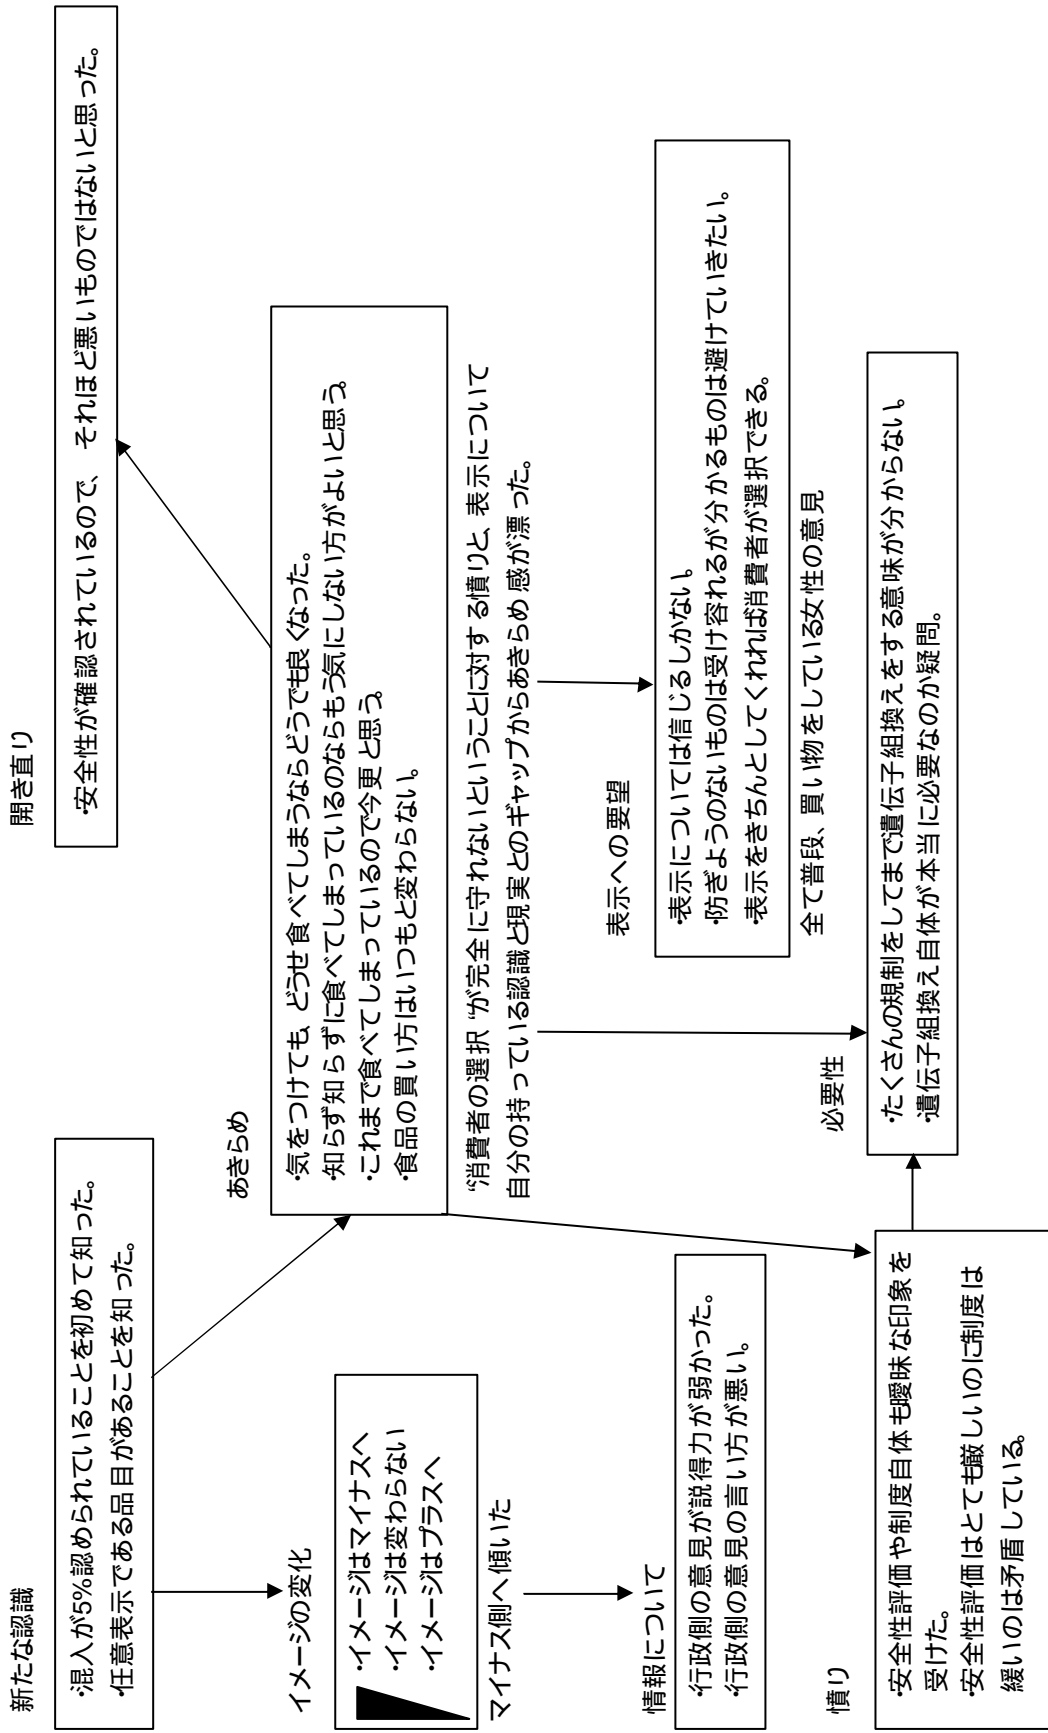 新たな認識
・混入が5%認められていることを初めて知った。
・任意表示である品目があることを知った。
イメージの変化
・イメージはマイナスへ
・イメージは変わらない
・イメージはプラスへ
マイナス側へ傾いた
情報について
・行政側の意見が説得力が弱かった。
・行政側の意見の言い方が悪い。
憤り
・安全性評価や制度自体も曖昧な印象を
受けた。
・安全性評価はとても厳しいのに制度は
緩いのは矛盾している。
あきらめ
・気をつけても、どうせ食べてしまうならどうでも良くなった。
・知らず知らずに食べてしまっているのならもう気にしない方がよいと思う。
・これまで食べてしまっているので今更と思う。
・食品の買い方はいつもと変わらない。
“消費者の選択“が完全に守れないということに対する憤りと、表示について
自分の持っている認識と現実とのギャップからあきらめ感が漂った。
表示への要望
・表示については信じるしかない。
・防ぎようのないものは受け容れるが分かるものは避けていきたい。
・表示をきちんとしてくれれば消費者が選択できる。
全て普段、買い物をしている女性の意見
必要性
・たくさんの規制をしてまで遺伝子組換えをする意味が分からない。
・遺伝子組換え自体が本当に必要なのか疑問。
開き直り
・安全性が確認されているので、それほど悪いものではないと思った。